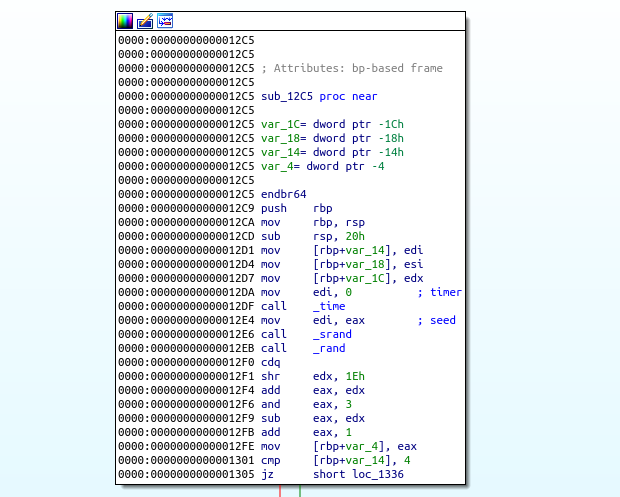 0000:00000000000012C5
0000:00000000000012C5
0000:00000000000012C5 ; Attributes: bp-based frame
0000:00000000000012C5
0000:00000000000012C5 sub_12C5 proc near
0000:00000000000012C5
0000:00000000000012C5 var_1C= dword ptr -1Ch
0000:00000000000012C5 var_18= dword ptr -18h
0000:00000000000012C5 var_14= dword ptr -14h
0000:00000000000012C5 var_4= dword ptr -4
0000:00000000000012C5
0000:00000000000012C5 endbr64
0000:00000000000012C9 push    rbp
0000:00000000000012CA mov     rbp, rsp
0000:00000000000012CD sub     rsp, 20h
0000:00000000000012D1 mov     [rbp+var_14], edi
0000:00000000000012D4 mov     [rbp+var_18], esi
0000:00000000000012D7 mov     [rbp+var_1C], edx
0000:00000000000012DA mov     edi, 0          ; timer
0000:00000000000012DF call    _time
0000:00000000000012E4 mov     edi, eax        ; seed
0000:00000000000012E6 call    _srand
0000:00000000000012EB call    _rand
0000:00000000000012F0 cdq
0000:00000000000012F1 shr     edx, 1Eh
0000:00000000000012F4 add     eax, edx
0000:00000000000012F6 and     eax, 3
0000:00000000000012F9 sub     eax, edx
0000:00000000000012FB add     eax, 1
0000:00000000000012FE mov     [rbp+var_4], eax
0000:0000000000001301 cmp     [rbp+var_14], 4
0000:0000000000001305 jz      short loc_1336